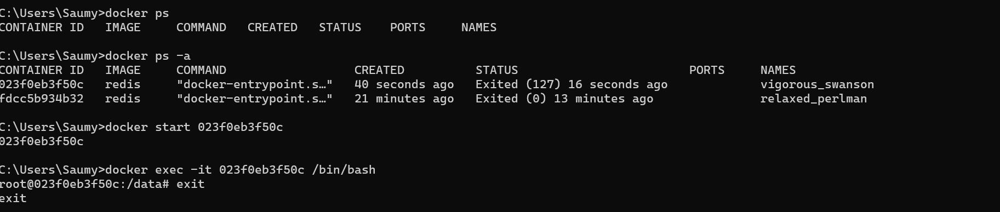 C:\Users\Saumy>docker ps
CONTAINER ID   IMAGE     COMMAND   CREATED   STATUS    PORTS     NAMES
C:\Users\Saumy>docker ps -a
CONTAINER ID   IMAGE     COMMAND                  CREATED          STATUS                        PORTS     NAMES
023f0eb3f50c   redis     "docker-entrypoint.s…"   40 seconds ago   Exited (127) 16 seconds ago             vigorous_swanson
fdcc5b934b32   redis     "docker-entrypoint.s…"   21 minutes ago   Exited (0) 13 minutes ago               relaxed_perlman
C:\Users\Saumy>docker start 023f0eb3f50c
023f0eb3f50c
C:\Users\Saumy>docker exec -it 023f0eb3f50c /bin/bash
root@023f0eb3f50c:/data# exit
exit